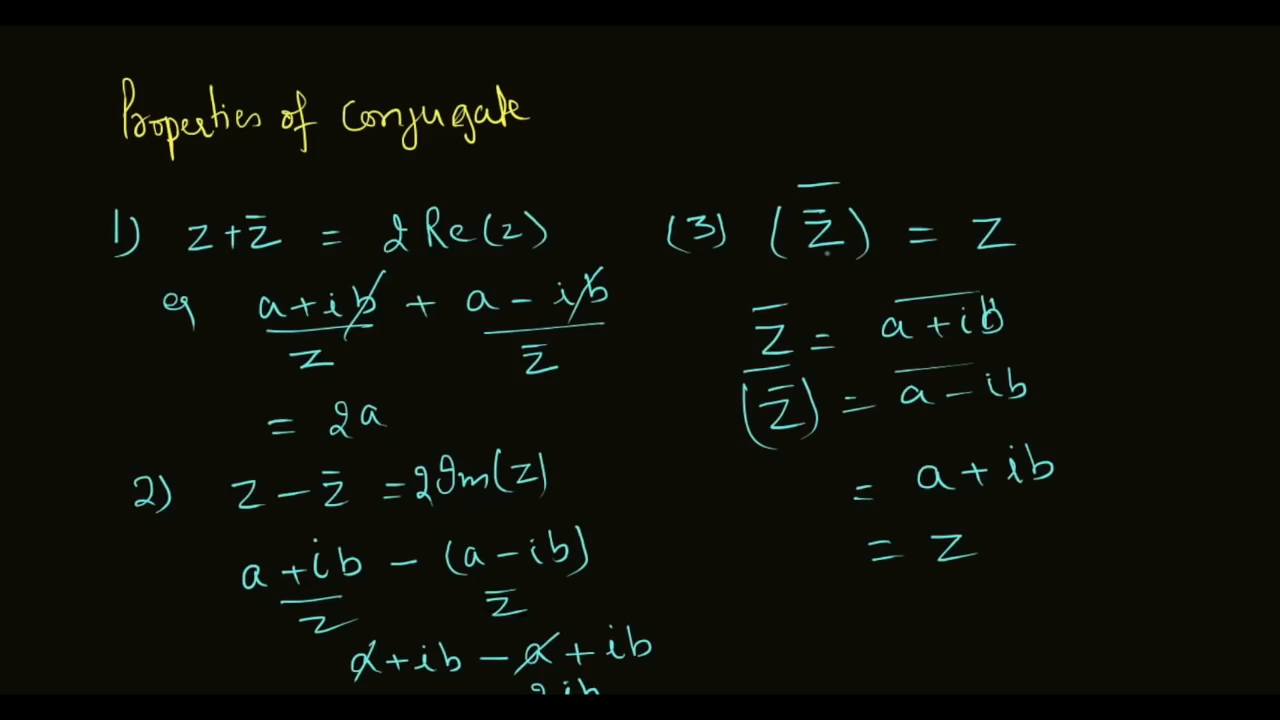 Properties of Conjugate
1) z + z̄ = 2Re(z)
eg a+ib + a-ib
z z̄
= 2a
2) z - z̄ = 2Im(z)
a+ib - (a-ib)
z z̄
a+ib - a+ib
2ib
(3) (z̄)̄ = z
z̄ = a+ib̅
(z̄)̄ = a-ib̅
= a+ib
= z